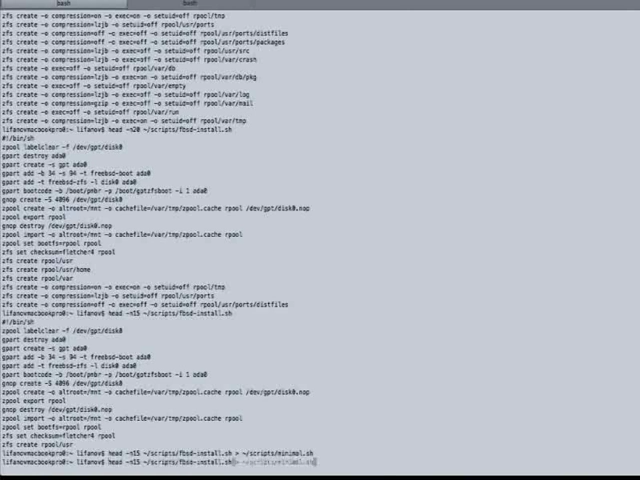 bash
bash
zfs create -o compression=on -o exec=on -o setuid=off rpool/tmp
zfs create -o compression=lzjb -o setuid=off rpool/usr/ports
zfs create -o compression=off -o exec=off -o setuid=off rpool/usr/ports/distfiles
zfs create -o compression=off -o exec=off -o setuid=off rpool/usr/ports/packages
zfs create -o compression=lzjb -o exec=off -o setuid=off rpool/usr/src
zfs create -o compression=lzjb -o exec=off -o setuid=off rpool/var/crash
zfs create -o exec=off -o setuid=off rpool/var/db
zfs create -o compression=lzjb -o exec=on -o setuid=off rpool/var/db/pkg
zfs create -o exec=off -o setuid=off rpool/var/empty
zfs create -o compression=lzjb -o exec=off -o setuid=off rpool/var/log
zfs create -o compression=gzip -o exec=off -o setuid=off rpool/var/mail
zfs create -o exec=off -o setuid=off rpool/var/run
zfs create -o compression=lzjb -o exec=on -o setuid=off rpool/var/tmp
lifanovmacbookpro0:~ lifanov$ head -n20 ~/scripts/fbsd-install.sh
#!/bin/sh
zpool labelclear -f /dev/gpt/disk0
gpart destroy ada0
gpart create -s gpt ada0
gpart add -b 34 -s 94 -t freebsd-boot ada0
gpart add -t freebsd-zfs -l disk0 ada0
gpart bootcode -b /boot/pmbr -p /boot/gptzfsboot -i 1 ada0
gnop create -S 4096 /dev/gpt/disk0
zpool create -o altroot=/mnt -o cachefile=/var/tmp/zpool.cache rpool /dev/gpt/disk0.nop
zpool export rpool
gnop destroy /dev/gpt/disk0.nop
zpool import -o altroot=/mnt -o cachefile=/var/tmp/zpool.cache rpool
zpool set bootfs=rpool rpool
zfs set checksum=fletcher4 rpool
zfs create rpool/usr
zfs create rpool/usr/home
zfs create rpool/var
zfs create -o compression=on -o exec=on -o setuid=off rpool/tmp
zfs create -o compression=lzjb -o setuid=off rpool/usr/ports
zfs create -o compression=off -o exec=off -o setuid=off rpool/usr/ports/distfiles
lifanovmacbookpro0:~ lifanov$ head -n15 ~/scripts/fbsd-install.sh
#!/bin/sh
zpool labelclear -f /dev/gpt/disk0
gpart destroy ada0
gpart create -s gpt ada0
gpart add -b 34 -s 94 -t freebsd-boot ada0
gpart add -t freebsd-zfs -l disk0 ada0
gpart bootcode -b /boot/pmbr -p /boot/gptzfsboot -i 1 ada0
gnop create -S 4096 /dev/gpt/disk0
zpool create -o altroot=/mnt -o cachefile=/var/tmp/zpool.cache rpool /dev/gpt/disk0.nop
zpool export rpool
gnop destroy /dev/gpt/disk0.nop
zpool import -o altroot=/mnt -o cachefile=/var/tmp/zpool.cache rpool
zpool set bootfs=rpool rpool
zfs set checksum=fletcher4 rpool
zfs create rpool/usr
lifanovmacbookpro0:~ lifanov$ head -n15 ~/scripts/fbsd-install.sh > ~/scripts/minimal.sh
lifanovmacbookpro0:~ lifanov$ head -n15 ~/scripts/fbsd-install.sh > ~/scripts/minimal.sh